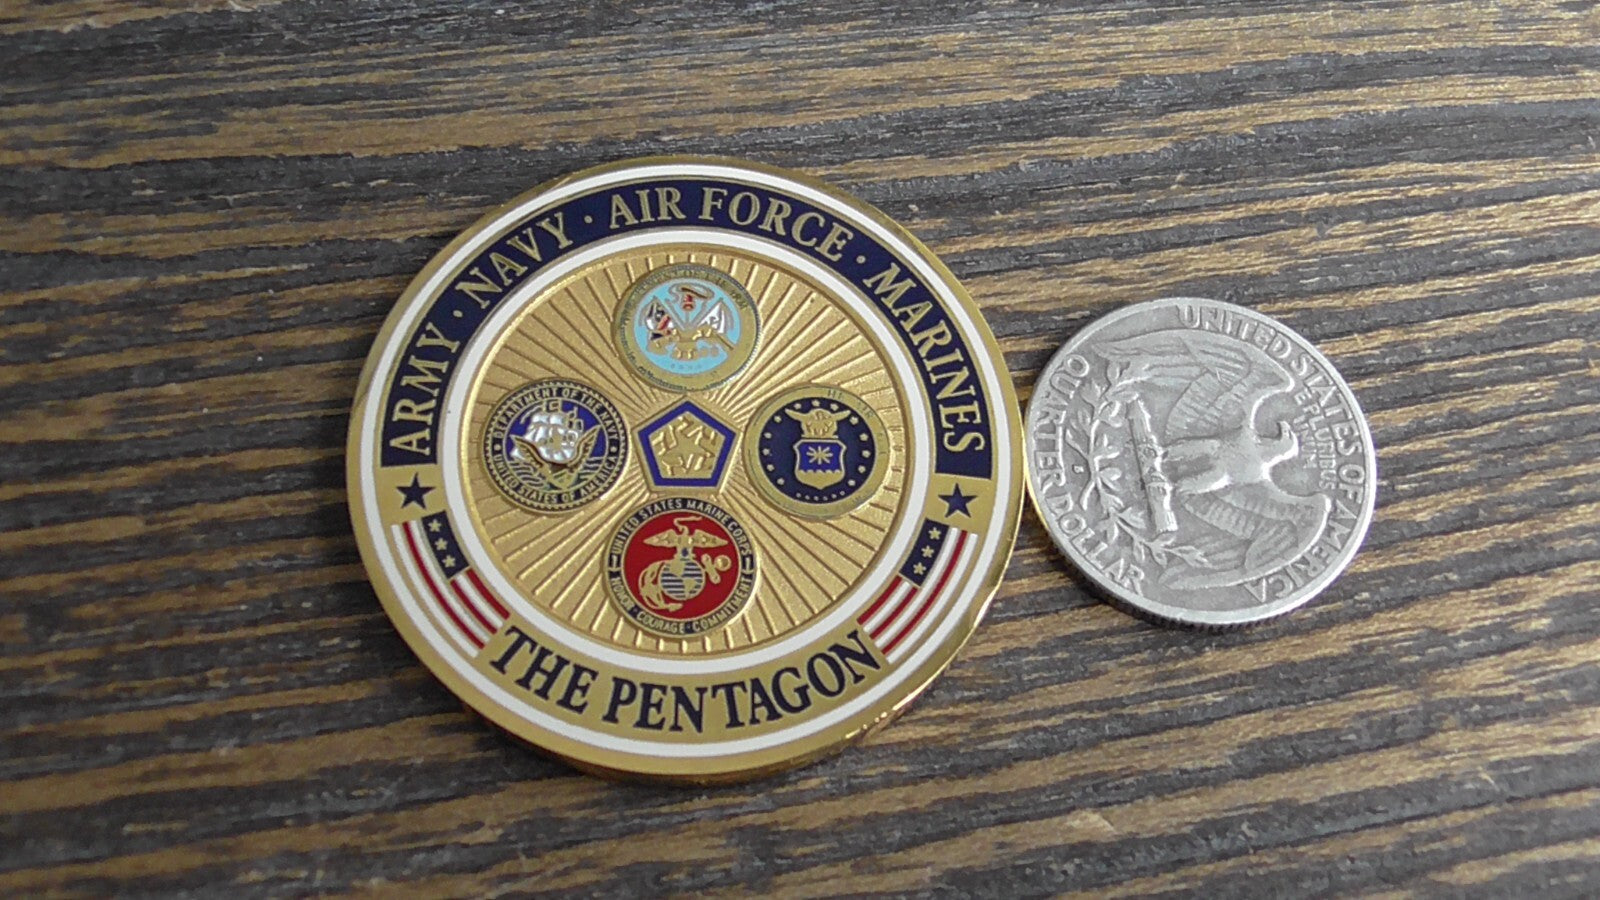 ARMY · NAVY · AIR FORCE · MARINES
DEPARTMENT OF THE NAVY
UNITED STATES OF AMERICA
UNITED STATES MARINE CORPS
HONOR · COURAGE · COMMITMENT
THE PENTAGON
UNITED STATES OF AMERICA
E PLURIBUS
UNUM
QUARTER DOLLAR